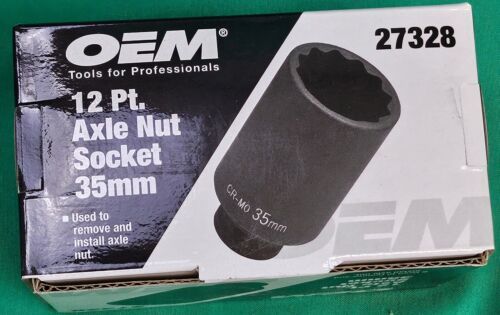 OEM®
Tools for Professionals
27328
12 Pt.
Axle Nut
Socket
35mm
■ Used to
remove and
install axle
nut.
CR-MO 35mm
OEM